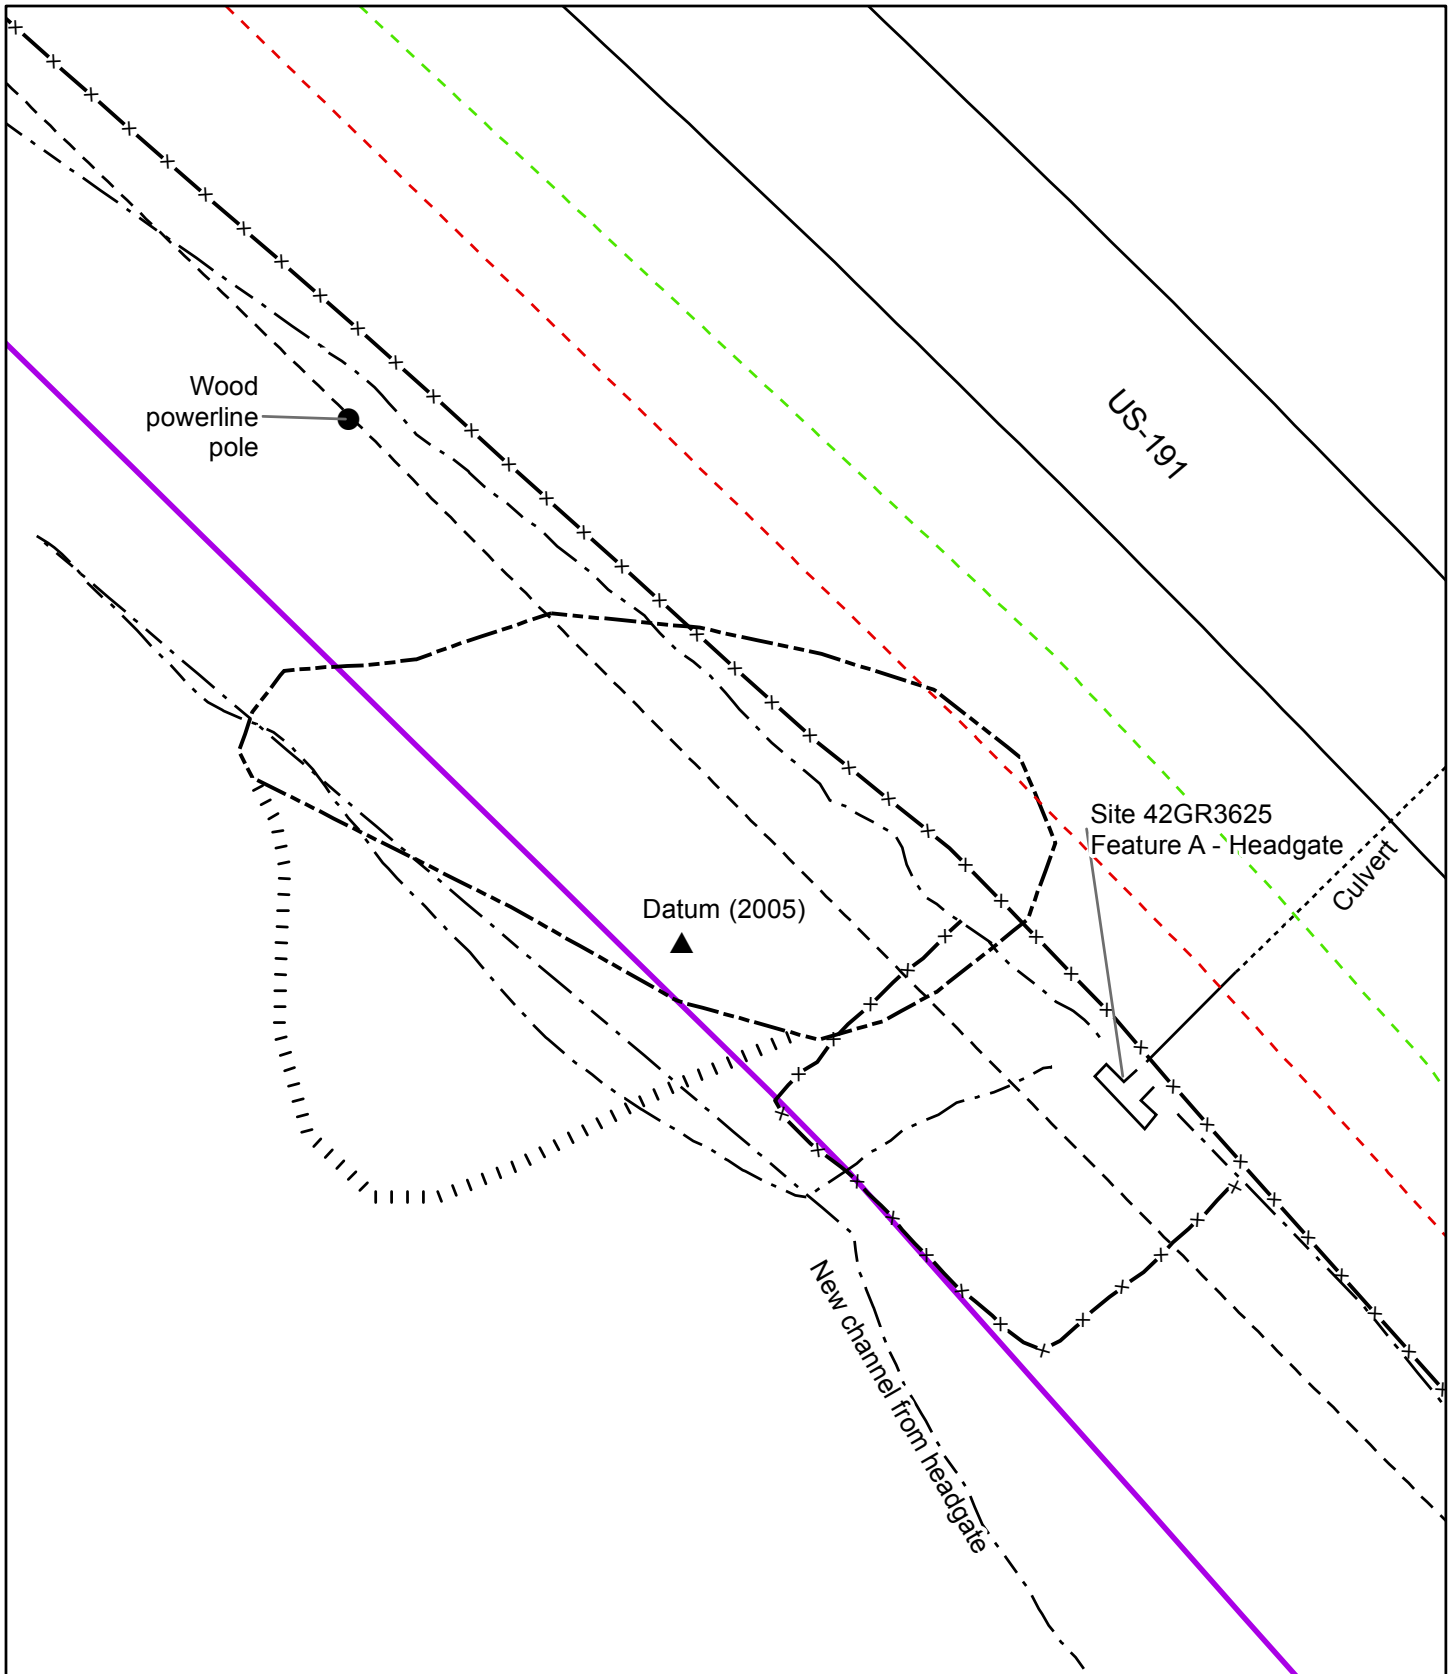 Wood
powerline
pole
US-191
Site 42GR3625
Feature A - Headgate
Culvert
Datum (2005)
New channel from headgate